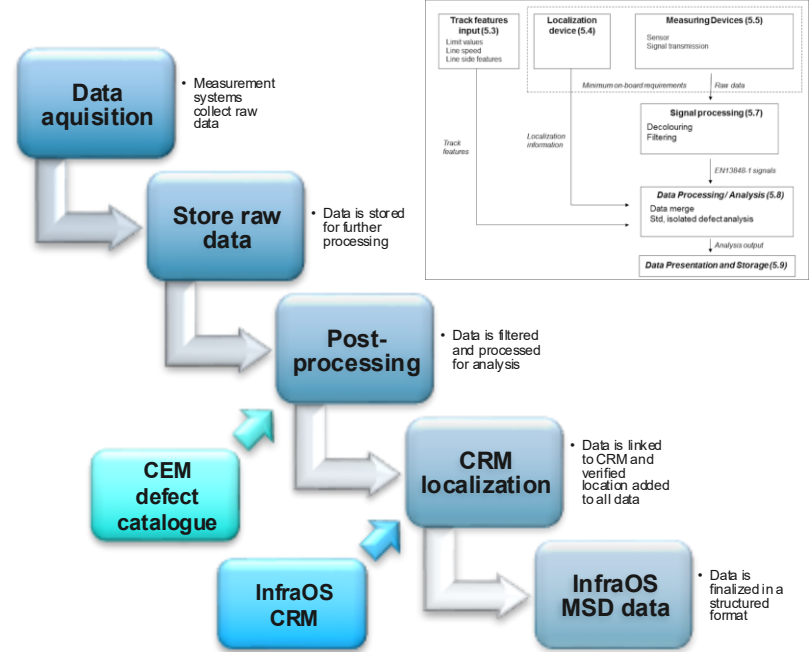 Data
aquisition
• Measurement
systems
collect raw
data
Store raw
data
• Data is stored
for further
processing
Post-
processing
• Data is filtered
and processed
for analysis
CEM
defect
catalogue
CRM
localization
• Data is linked
to CRM and
verified
location added
to all data
InfraOS
CRM
InfraOS
MSD data
• Data is
finalized in a
structured
format
Track features
input (5.3)
Limit values
Line speed
Line side features
Localization
device (5.4)
Measuring Devices (5.5)
Sensor
Signal transmission
Minimum on-board requirements
Raw data
Signal processing (5.7)
Decolouring
Filtering
Track
features
Localization
information
EN13848-1 signals
Data Processing/ Analysis (5.8)
Data merge
Std, isolated defect analysis
Analysis output
Data Presentation and Storage (5.9)